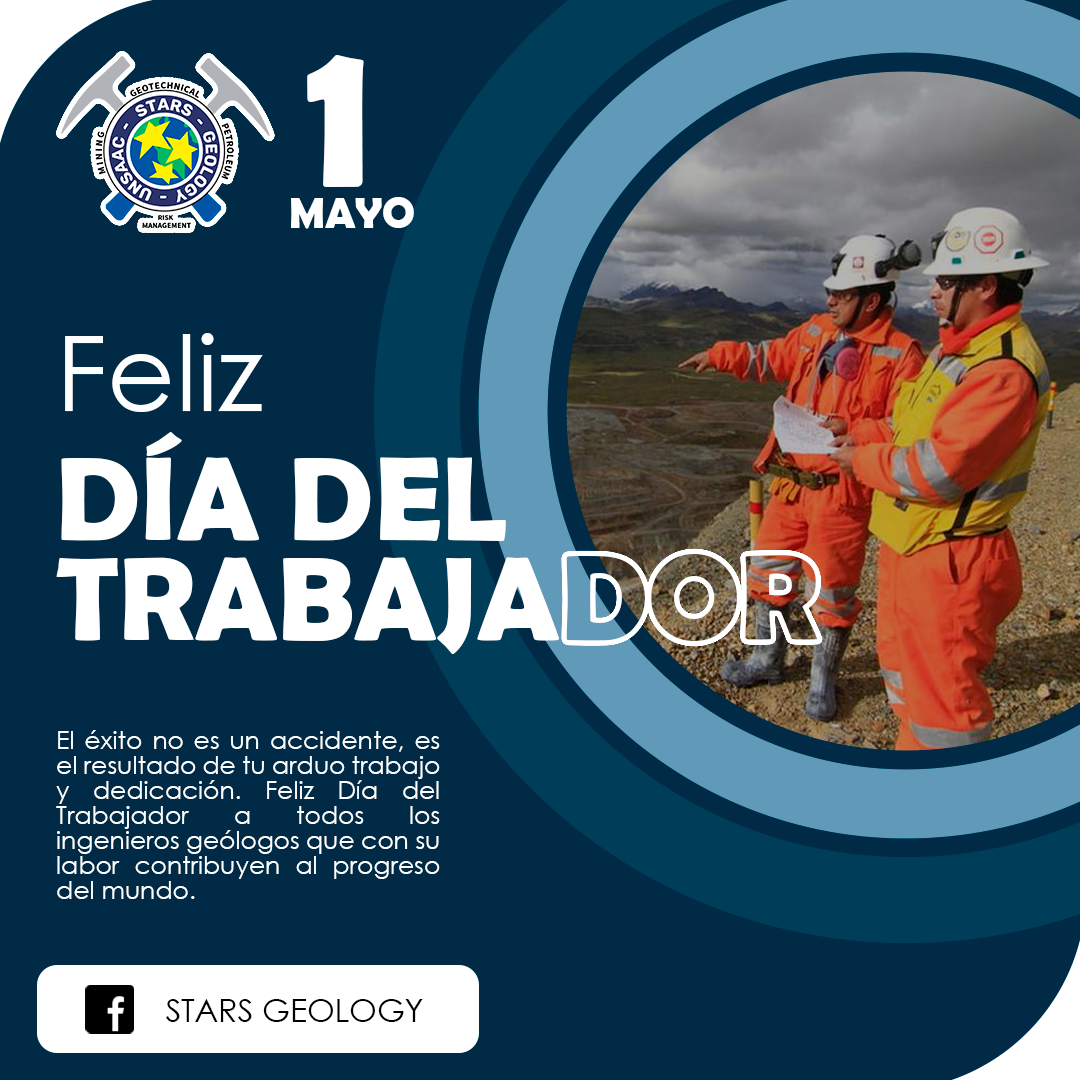 GEOTECHNICAL
STARS - GEOLOGY - UNSAAC -
MINING
PETROLEUM
RISK
MANAGEMENT
1
MAYO
Feliz
DÍA DEL
TRABAJADOR
El éxito no es un accidente, es
el resultado de tu arduo trabajo
y dedicación. Feliz Día del
Trabajador a todos los
ingenieros geólogos que con su
labor contribuyen al progreso
del mundo.
f STARS GEOLOGY